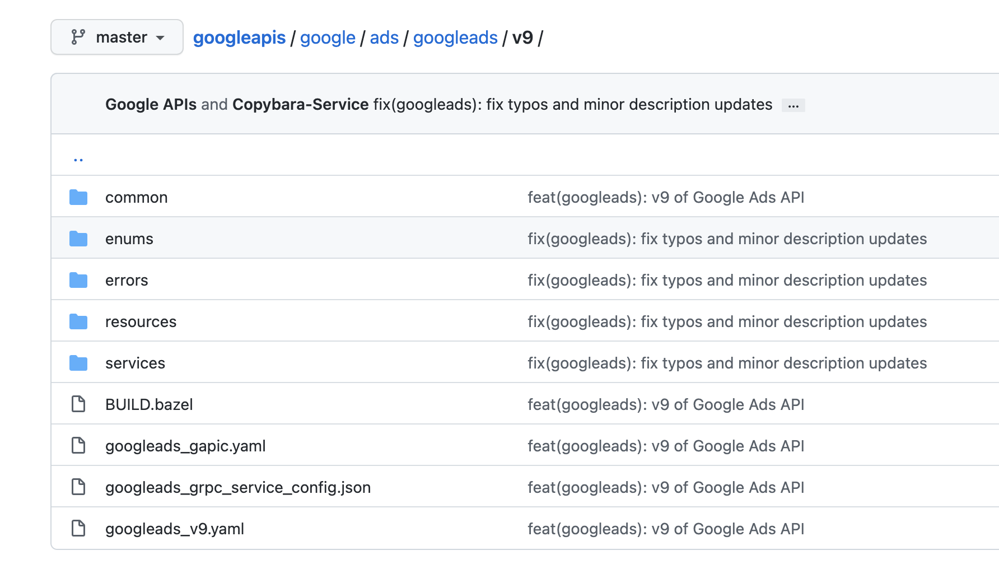 master googleapis / google / ads / googleads / v9 /
Google APIs and Copybara-Service fix(googleads): fix typos and minor description updates ...
..
common feat(googleads): v9 of Google Ads API
enums fix(googleads): fix typos and minor description updates
errors fix(googleads): fix typos and minor description updates
resources fix(googleads): fix typos and minor description updates
services fix(googleads): fix typos and minor description updates
BUILD.bazel feat(googleads): v9 of Google Ads API
googleads_gapic.yaml feat(googleads): v9 of Google Ads API
googleads_grpc_service_config.json feat(googleads): v9 of Google Ads API
googleads_v9.yaml feat(googleads): v9 of Google Ads API